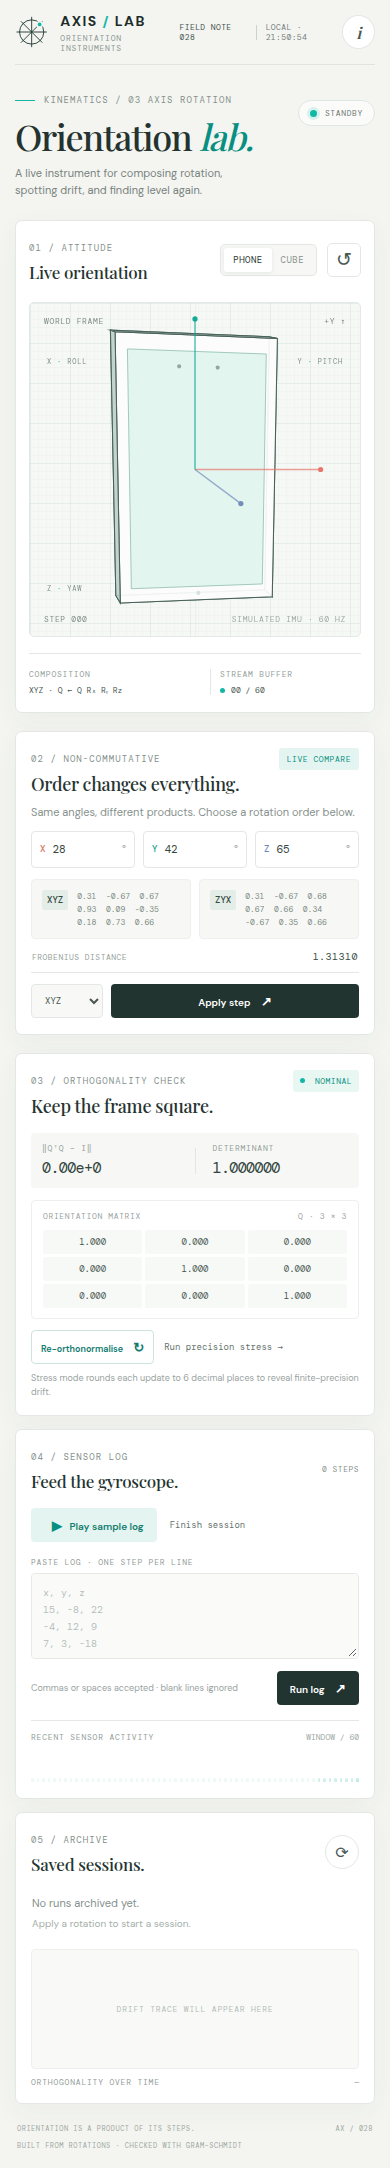 AXIS / LAB
ORIENTATION
INSTRUMENTS
FIELD NOTE
028
LOCAL ·
21:50:54
i
KINEMATICS / 03 AXIS ROTATION
STANDBY
Orientation lab.
A live instrument for composing rotation,
spotting drift, and finding level again.
01 / ATTITUDE
Live orientation
PHONE CUBE ↺
WORLD FRAME
+Y ↑
X · ROLL
Y · PITCH
Z · YAW
STEP 000
SIMULATED IMU · 60 HZ
COMPOSITION
XYZ · Q ← Q Rₓ Rᵧ Rz
STREAM BUFFER
00 / 60
02 / NON-COMMUTATIVE
LIVE COMPARE
Order changes everything.
Same angles, different products. Choose a rotation order below.
X 28 °
Y 42 °
Z 65 °
XYZ
0.31 -0.67 0.67
0.93 0.09 -0.35
0.18 0.73 0.66
ZYX
0.31 -0.67 0.68
0.67 0.66 0.34
-0.67 0.35 0.66
FROBENIUS DISTANCE
1.31310
XYZ
Apply step ↗
03 / ORTHOGONALITY CHECK
NOMINAL
Keep the frame square.
‖QᵀQ − I‖
0.00e+0
DETERMINANT
1.000000
ORIENTATION MATRIX
Q · 3 × 3
1.000 0.000 0.000
0.000 1.000 0.000
0.000 0.000 1.000
Re-orthonormalise ↻
Run precision stress →
Stress mode rounds each update to 6 decimal places to reveal finite-precision
drift.
04 / SENSOR LOG
0 STEPS
Feed the gyroscope.
▶ Play sample log
Finish session
PASTE LOG · ONE STEP PER LINE
x, y, z
15, -8, 22
-4, 12, 9
7, 3, -18
Commas or spaces accepted · blank lines ignored
Run log ↗
RECENT SENSOR ACTIVITY
WINDOW / 60
05 / ARCHIVE
Saved sessions.
⟳
No runs archived yet.
Apply a rotation to start a session.
DRIFT TRACE WILL APPEAR HERE
ORTHOGONALITY OVER TIME
—
ORIENTATION IS A PRODUCT OF ITS STEPS.
AX / 028
BUILT FROM ROTATIONS · CHECKED WITH GRAM-SCHMIDT